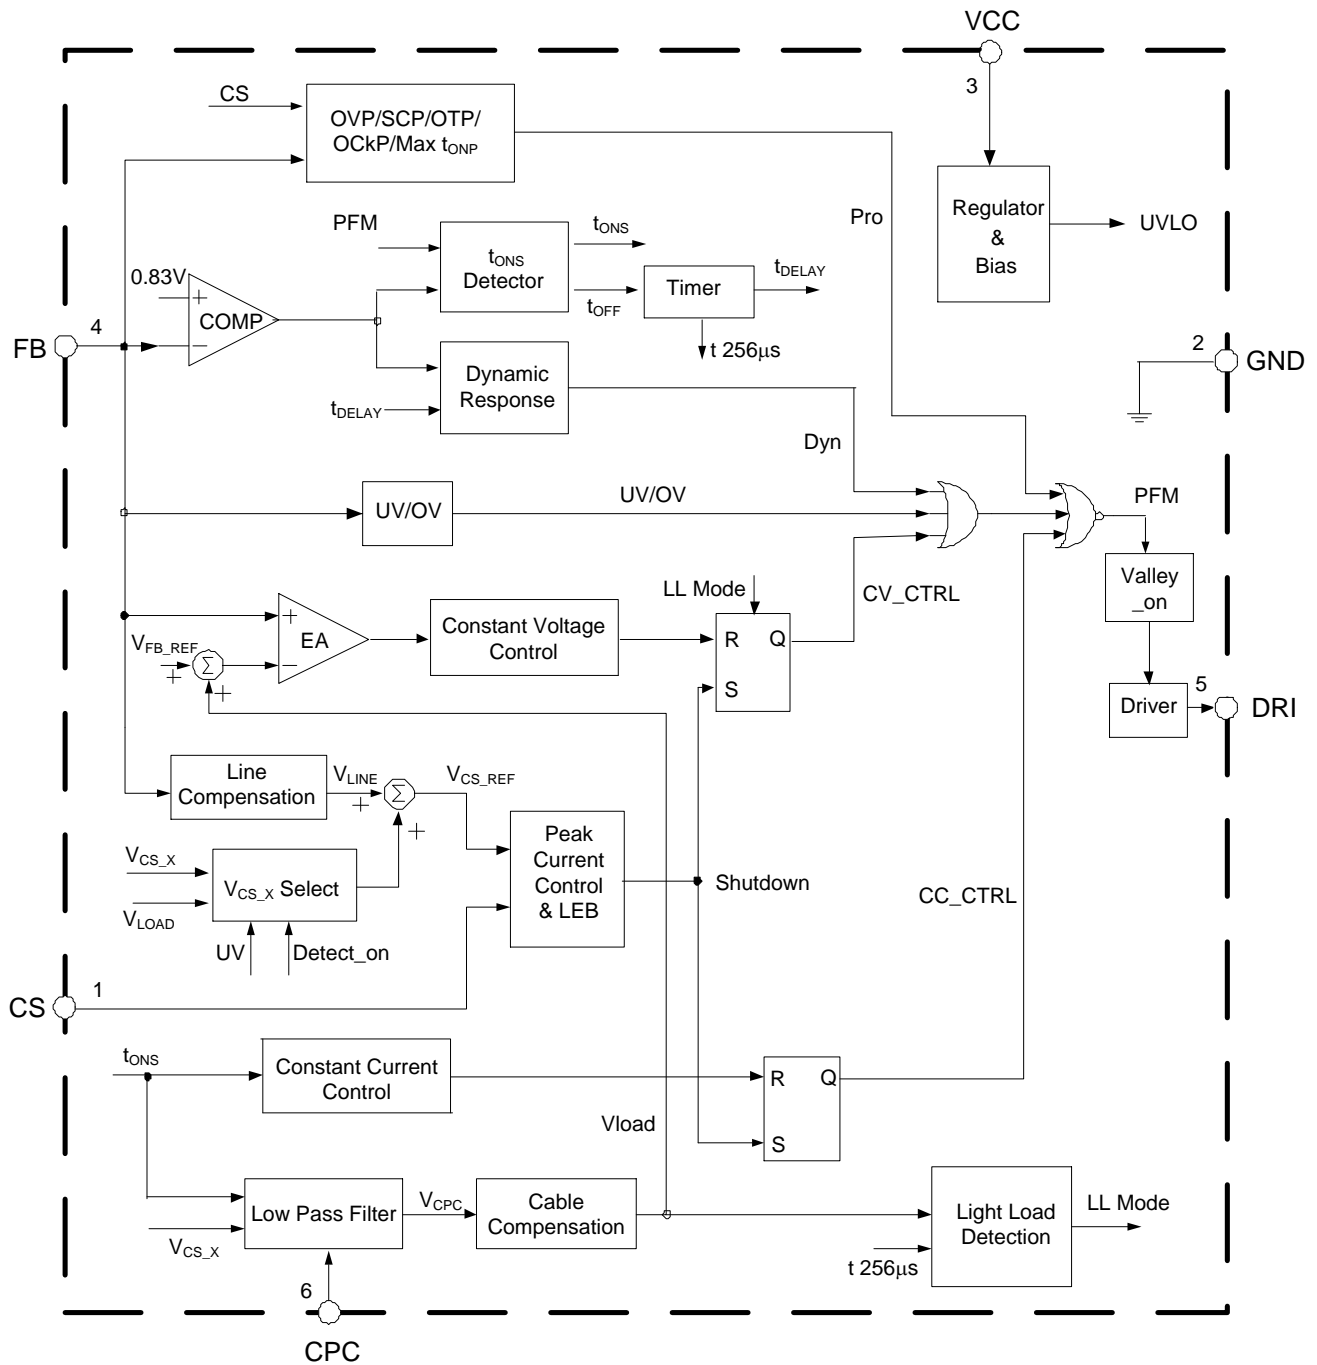 VCC
3
CS
OVP/SCP/OTP/
OCkP/Max tONP
Pro
Regulator
&
Bias
UVLO
PFM
tONS
Detector
tONS
tOFF
Timer
tDELAY
t 256μs
0.83V
+
COMP
−
FB
4
2
GND
Dynamic
Response
tDELAY
Dyn
UV/OV
UV/OV
PFM
Valley
_on
LL Mode
CV_CTRL
+
EA
−
Constant Voltage
Control
R
Q
S
VFB_REF
+
Σ
+
Driver
5
DRI
Line
Compensation
VLINE
+
Σ
+
VCS_REF
Peak
Current
Control
& LEB
Shutdown
CC_CTRL
VCS_X
VLOAD
VCS_X Select
UV
Detect_on
CS
1
tONS
Constant Current
Control
R
Q
S
Vload
Low Pass Filter
VCPC
Cable
Compensation
Light Load
Detection
LL Mode
VCS_X
t 256μs
6
CPC